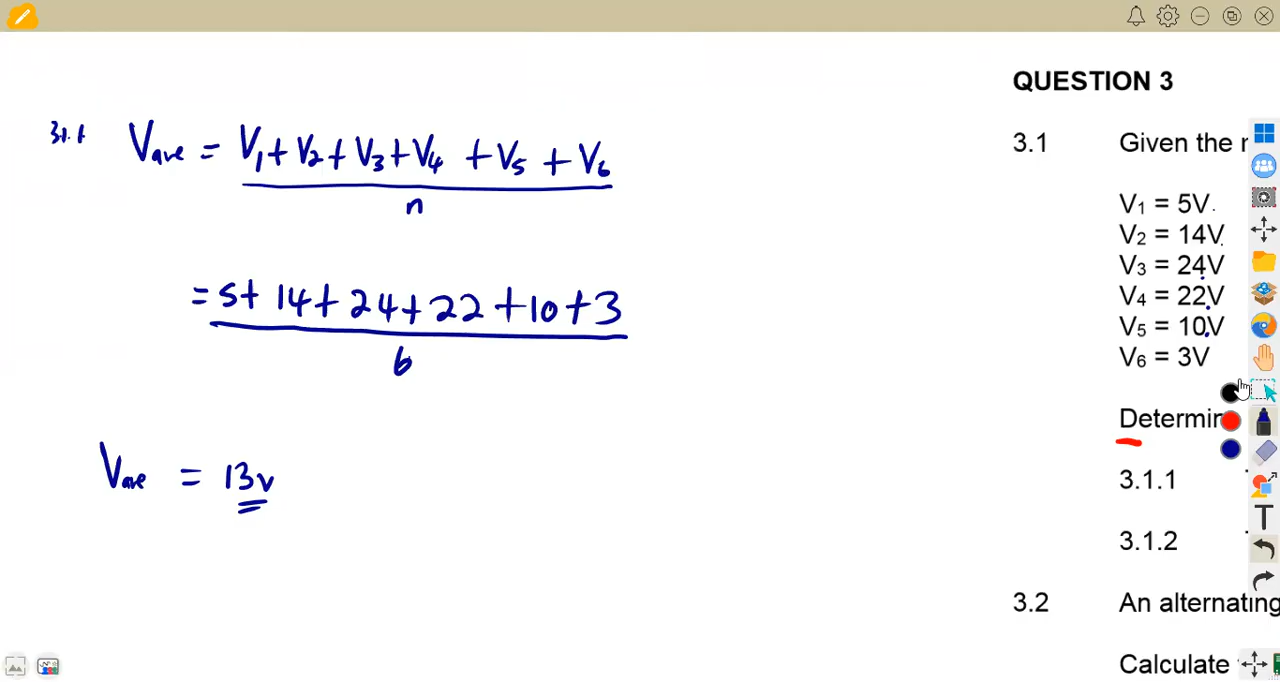 3.1.1 Vave = V1 + V2 + V3 + V4 + V5 + V6
n
= 5 + 14 + 24 + 22 + 10 + 3
6
Vave = 13v
QUESTION 3
3.1 Given the
V1 = 5V
V2 = 14V
V3 = 24V
V4 = 22V
V5 = 10V
V6 = 3V
Determin
3.1.1
3.1.2
3.2 An alternating
Calculate
T